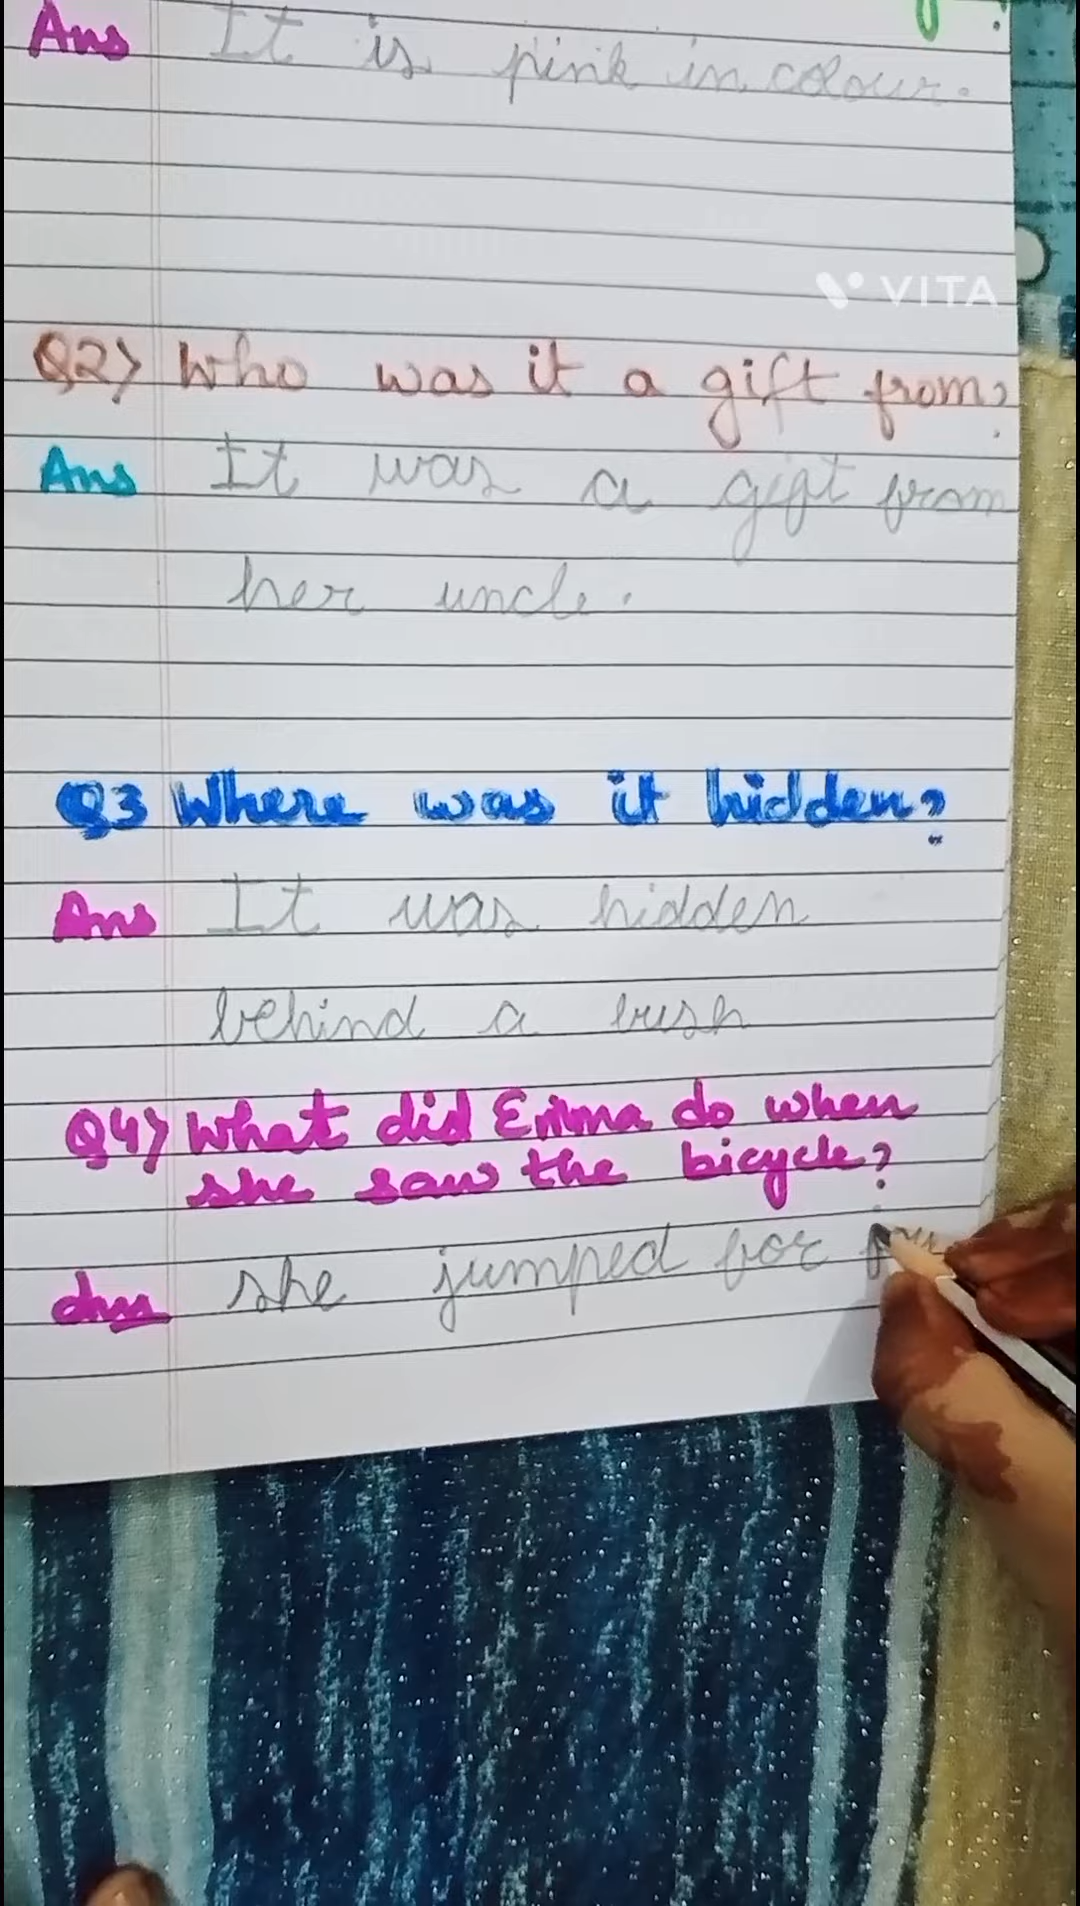 Ans It is pink in colour.
VITA
Q2) Who was it a gift from?
Ans It was a gift from
her uncle.
Q3 Where was it hidden?
Ans It was hidden
behind a bush
Q4) What did Emma do when
she saw the bicycle?
Ans She jumped for